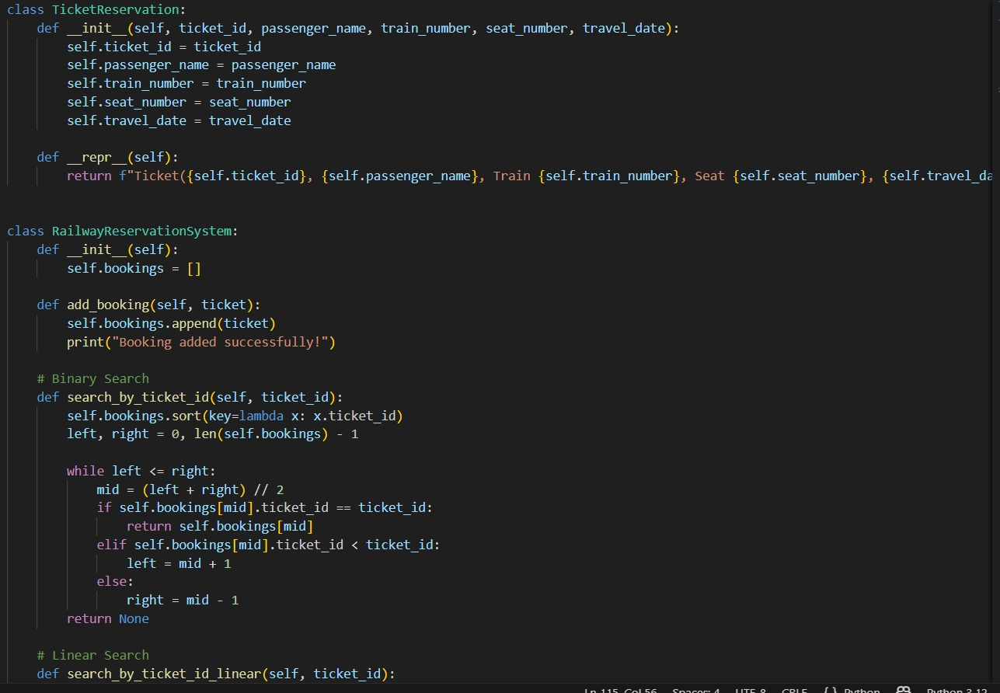 class TicketReservation:
    def __init__(self, ticket_id, passenger_name, train_number, seat_number, travel_date):
        self.ticket_id = ticket_id
        self.passenger_name = passenger_name
        self.train_number = train_number
        self.seat_number = seat_number
        self.travel_date = travel_date
    def __repr__(self):
        return f"Ticket({self.ticket_id}, {self.passenger_name}, Train {self.train_number}, Seat {self.seat_number}, {self.travel_da
class RailwayReservationSystem:
    def __init__(self):
        self.bookings = []
    def add_booking(self, ticket):
        self.bookings.append(ticket)
        print("Booking added successfully!")
    # Binary Search
    def search_by_ticket_id(self, ticket_id):
        self.bookings.sort(key=lambda x: x.ticket_id)
        left, right = 0, len(self.bookings) - 1
        while left <= right:
            mid = (left + right) // 2
            if self.bookings[mid].ticket_id == ticket_id:
                return self.bookings[mid]
            elif self.bookings[mid].ticket_id < ticket_id:
                left = mid + 1
            else:
                right = mid - 1
        return None
    # Linear Search
    def search_by_ticket_id_linear(self, ticket_id):
Ln 115, Col 56 Spaces: 4 UTF-8 CRLF {} Python Python 3.12